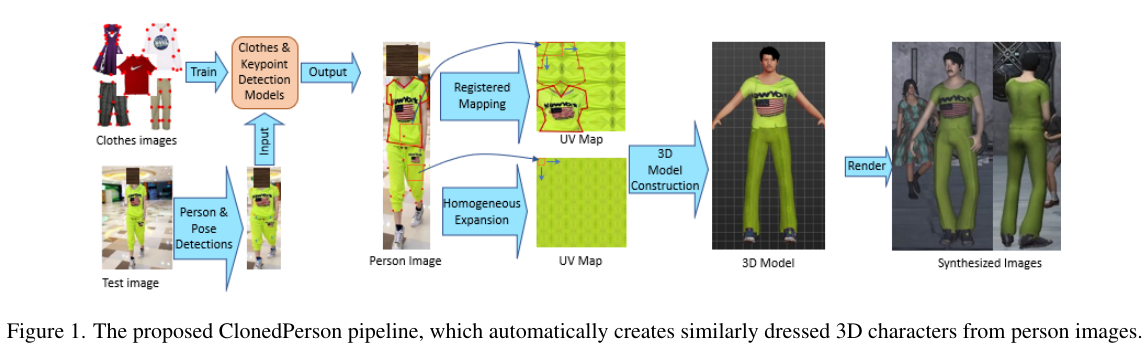 Clothes images
Train
Clothes &
Keypoint
Detection
Models
Output
Input
Test image
Person &
Pose
Detections
Person Image
Registered
Mapping
UV Map
Homogeneous
Expansion
UV Map
3D
Model
Construction
3D Model
Render
Synthesized Images
Figure 1. The proposed ClonedPerson pipeline, which automatically creates similarly dressed 3D characters from person images.